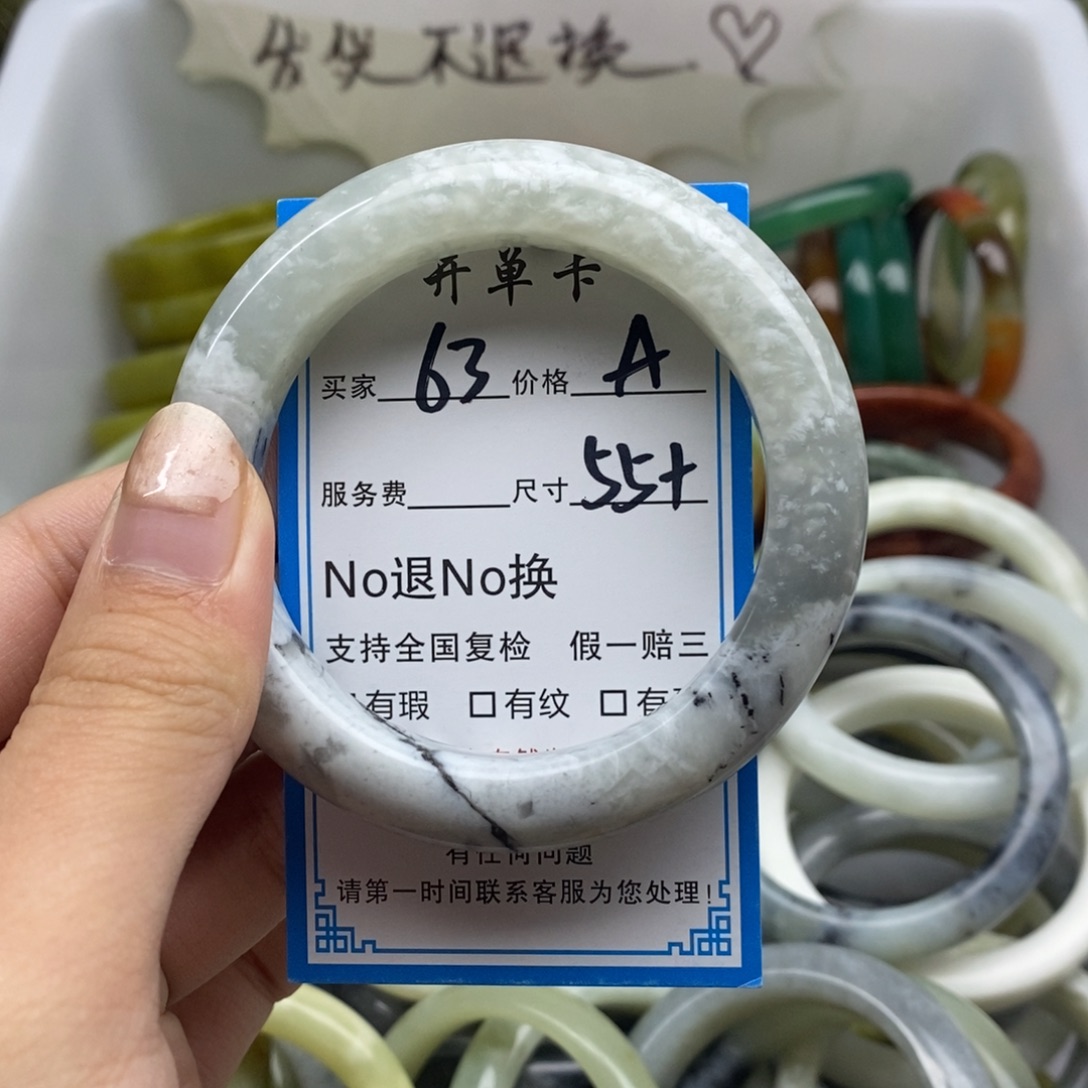 不退换
开单卡
买家 63 价格 A
服务费 尺寸 55+
No退No换
支持全国复检 假一赔三
有瑕 口有纹 口有
有任何问题
请第一时间联系客服为您处理!